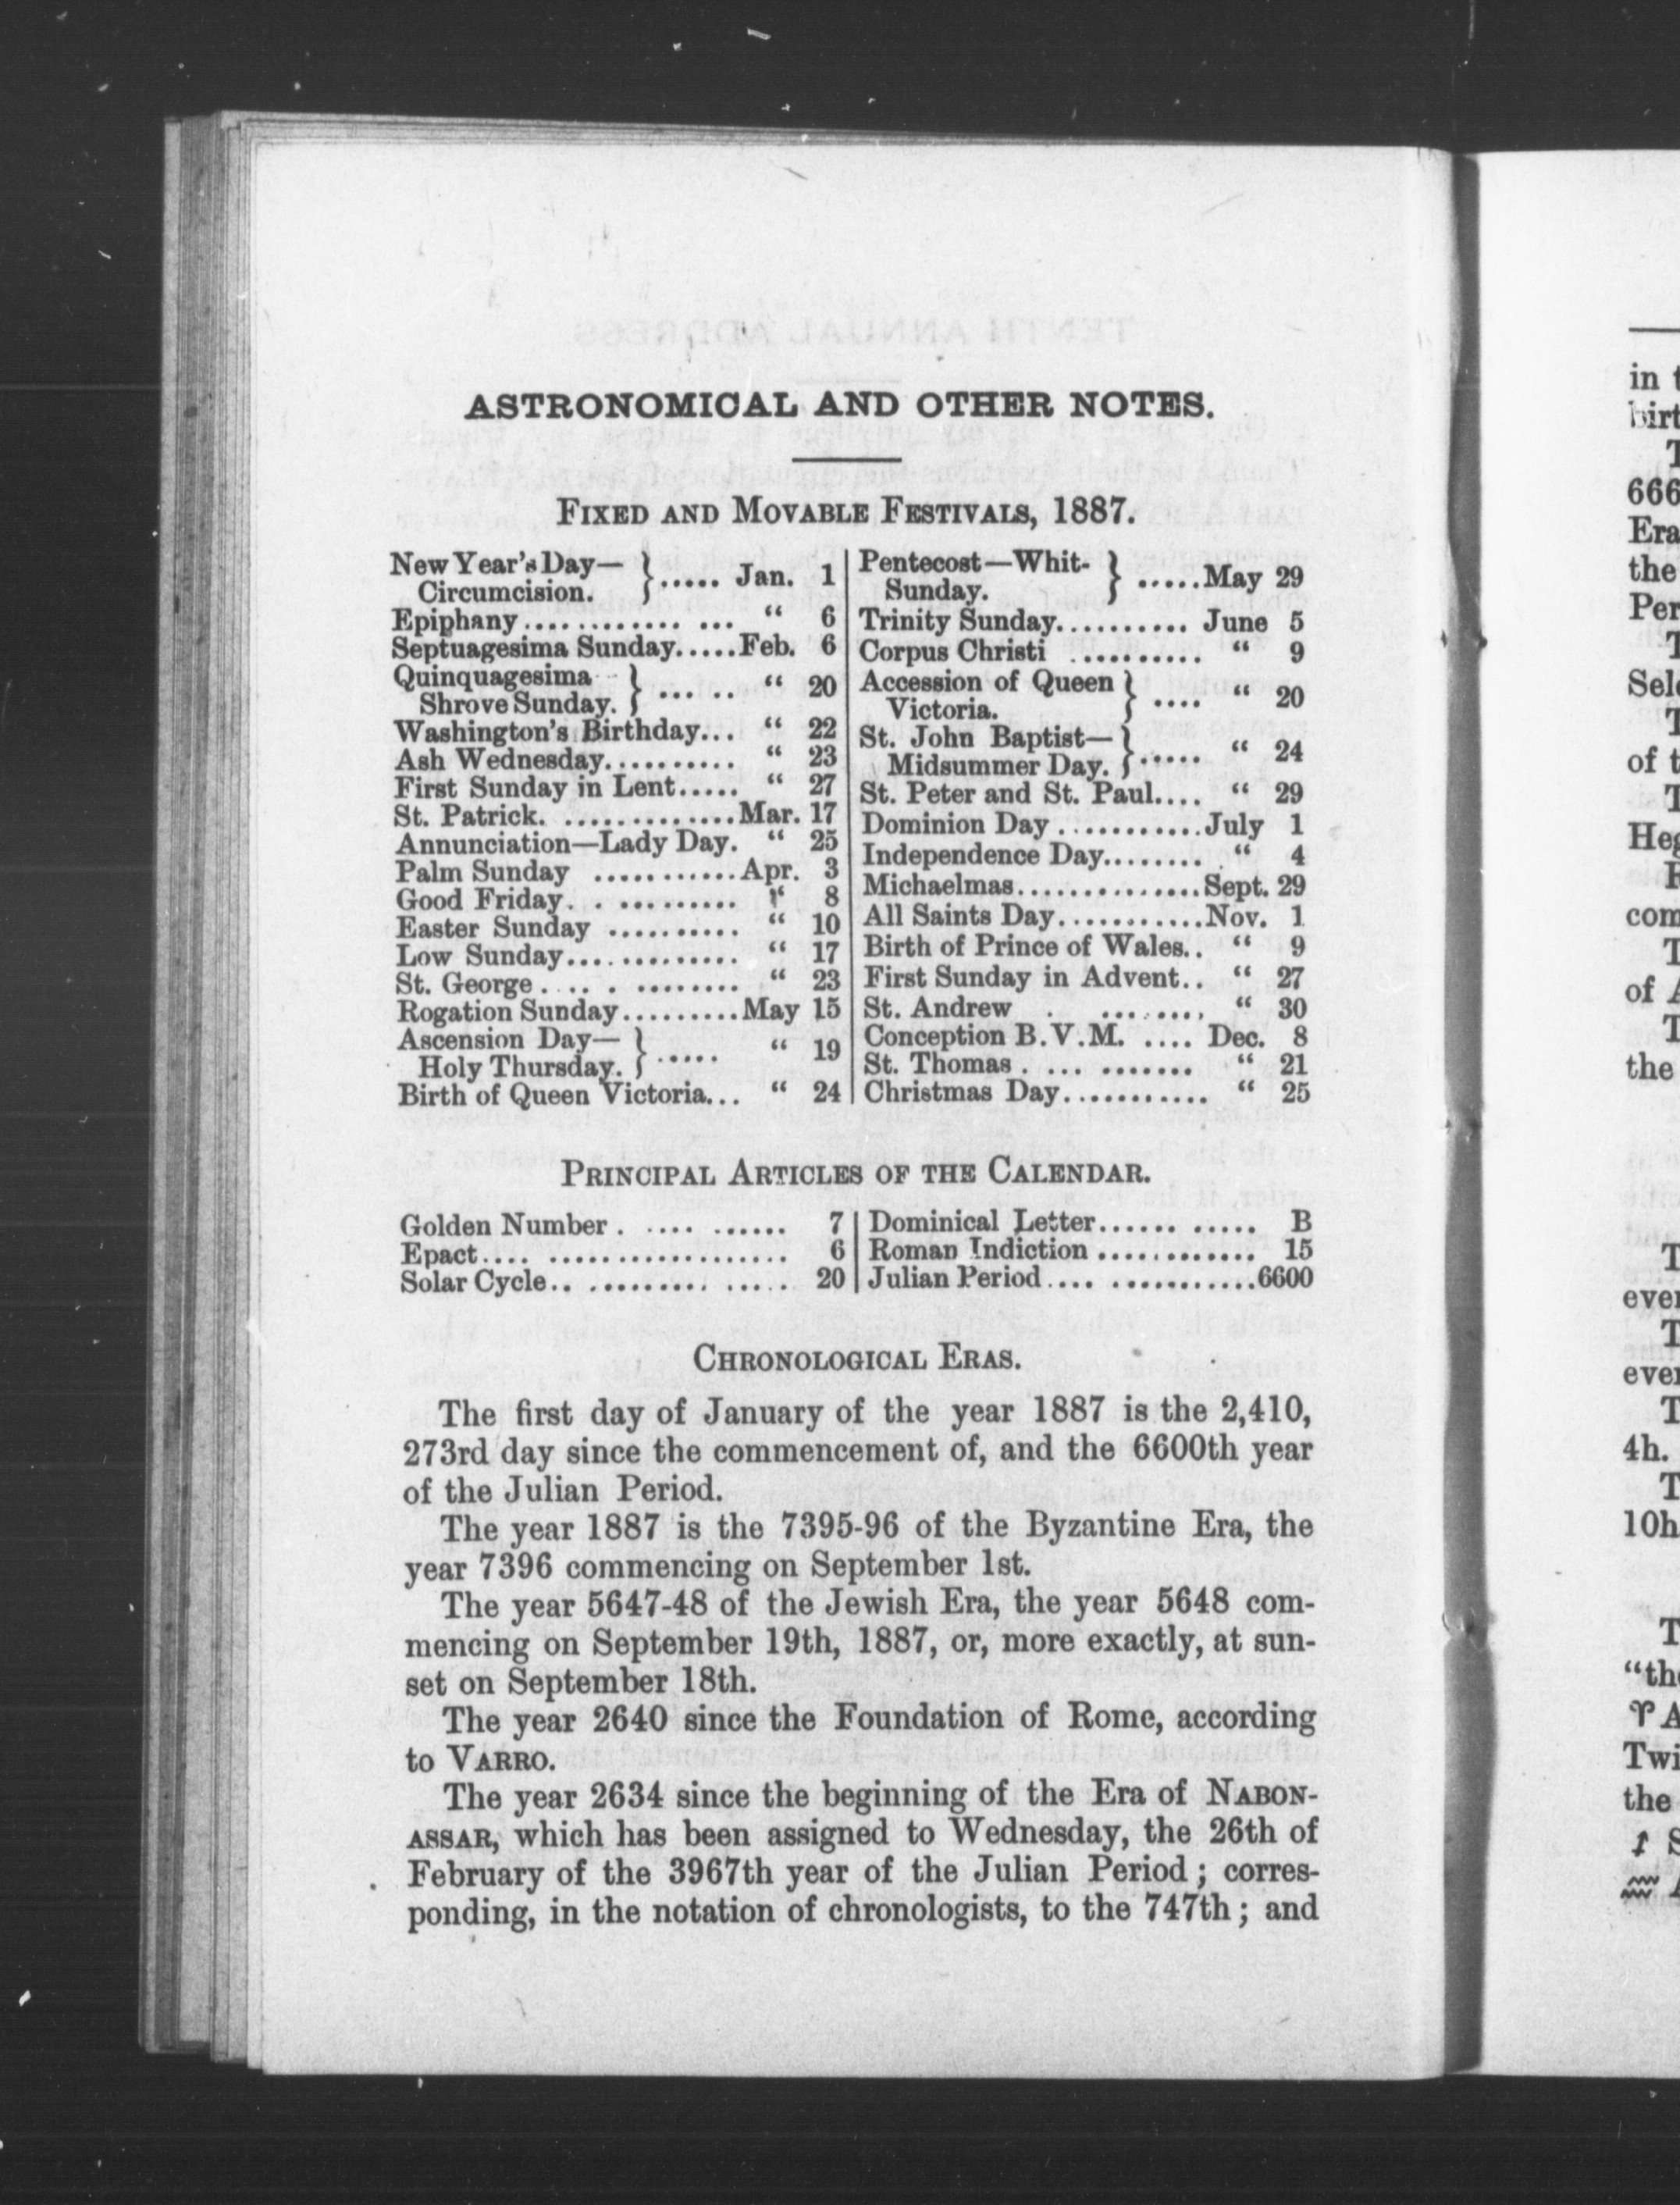 ASTRONOMICAL AND OTHER NOTES.
FIXED AND MOVABLE FESTIVALS, 1887.
New Year's Day—
Circumcision. } ..... Jan. 1
Epiphany............. ... “ 6
Septuagesima Sunday.....Feb. 6
Quinquagesima
Shrove Sunday. } ... .. “ 20
Washington's Birthday... “ 22
Ash Wednesday.......... “ 23
First Sunday in Lent..... “ 27
St. Patrick. ..............Mar. 17
Annunciation—Lady Day. “ 25
Palm Sunday ...........Apr. 3
Good Friday. . .......... “ 8
Easter Sunday .......... “ 10
Low Sunday.............. “ 17
St. George . .. . ........ “ 23
Rogation Sunday.........May 15
Ascension Day—
Holy Thursday. } ..... “ 19
Birth of Queen Victoria... “ 24
Pentecost—Whit-
Sunday. } .....May 29
Trinity Sunday.......... June 5
Corpus Christi .......... “ 9
Accession of Queen
Victoria. } .... “ 20
St. John Baptist—
Midsummer Day. } ..... “ 24
St. Peter and St. Paul.... “ 29
Dominion Day ...........July 1
Independence Day........ “ 4
Michaelmas..............Sept. 29
All Saints Day...........Nov. 1
Birth of Prince of Wales.. “ 9
First Sunday in Advent.. “ 27
St. Andrew . ........ “ 30
Conception B.V.M. .... Dec. 8
St. Thomas . ... ....... “ 21
Christmas Day........... “ 25
PRINCIPAL ARTICLES OF THE CALENDAR.
Golden Number . .... ...... 7
Epact.... ................... 6
Solar Cycle.. .......... ..... 20
Dominical Letter...... ..... B
Roman Indiction ............ 15
Julian Period.... ...........6600
CHRONOLOGICAL ERAS.
The first day of January of the year 1887 is the 2,410,
273rd day since the commencement of, and the 6600th year
of the Julian Period.
The year 1887 is the 7395-96 of the Byzantine Era, the
year 7396 commencing on September 1st.
The year 5647-48 of the Jewish Era, the year 5648 com-
mencing on September 19th, 1887, or, more exactly, at sun-
set on September 18th.
The year 2640 since the Foundation of Rome, according
to VARRO.
The year 2634 since the beginning of the Era of NABON-
ASSAR, which has been assigned to Wednesday, the 26th of
February of the 3967th year of the Julian Period ; corres-
ponding, in the notation of chronologists, to the 747th ; and
in
666
Era
the
of
com
of
the
4h.
10h
“the
the